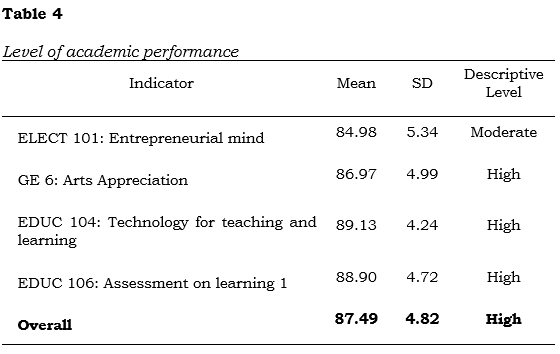 Table 4
Level of academic performance
Indicator Mean SD Descriptive Level
ELECT 101: Entrepreneurial mind 84.98 5.34 Moderate
GE 6: Arts Appreciation 86.97 4.99 High
EDUC 104: Technology for teaching and learning 89.13 4.24 High
EDUC 106: Assessment on learning 1 88.90 4.72 High
Overall 87.49 4.82 High